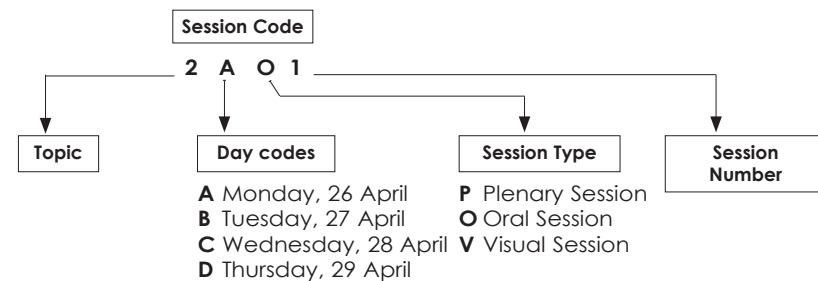 Session Code
2 A O 1
Topic
Day codes
A Monday, 26 April
B Tuesday, 27 April
C Wednesday, 28 April
D Thursday, 29 April
Session Type
P Plenary Session
O Oral Session
V Visual Session
Session
Number